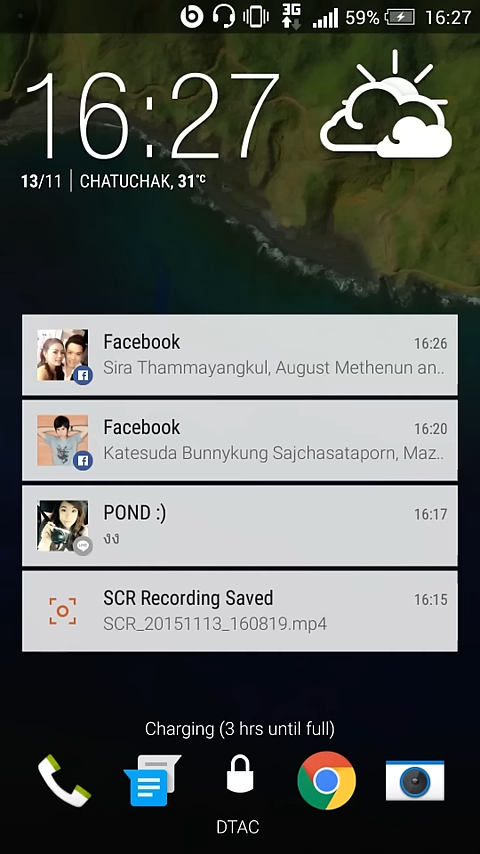 3G 59% 16:27
16:27
13/11 | CHATUCHAK, 31°C
Facebook 16:26
Sira Thammayangkul, August Methenun an..
Facebook 16:20
Katesuda Bunnykung Sajchasataporn, Maz..
POND :) 16:17
งง
LINE
SCR Recording Saved 16:15
SCR_20151113_160819.mp4
Charging (3 hrs until full)
DTAC